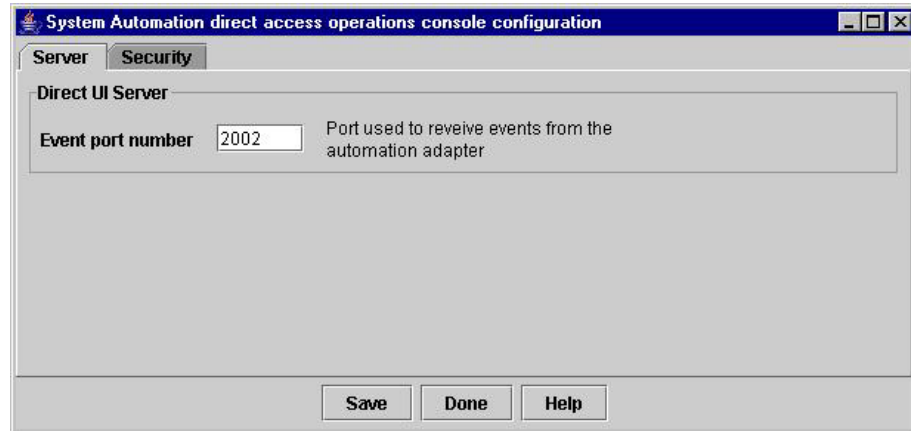 System Automation direct access operations console configuration
Server Security
Direct UI Server
Event port number 2002 Port used to reveive events from the
automation adapter
Save Done Help